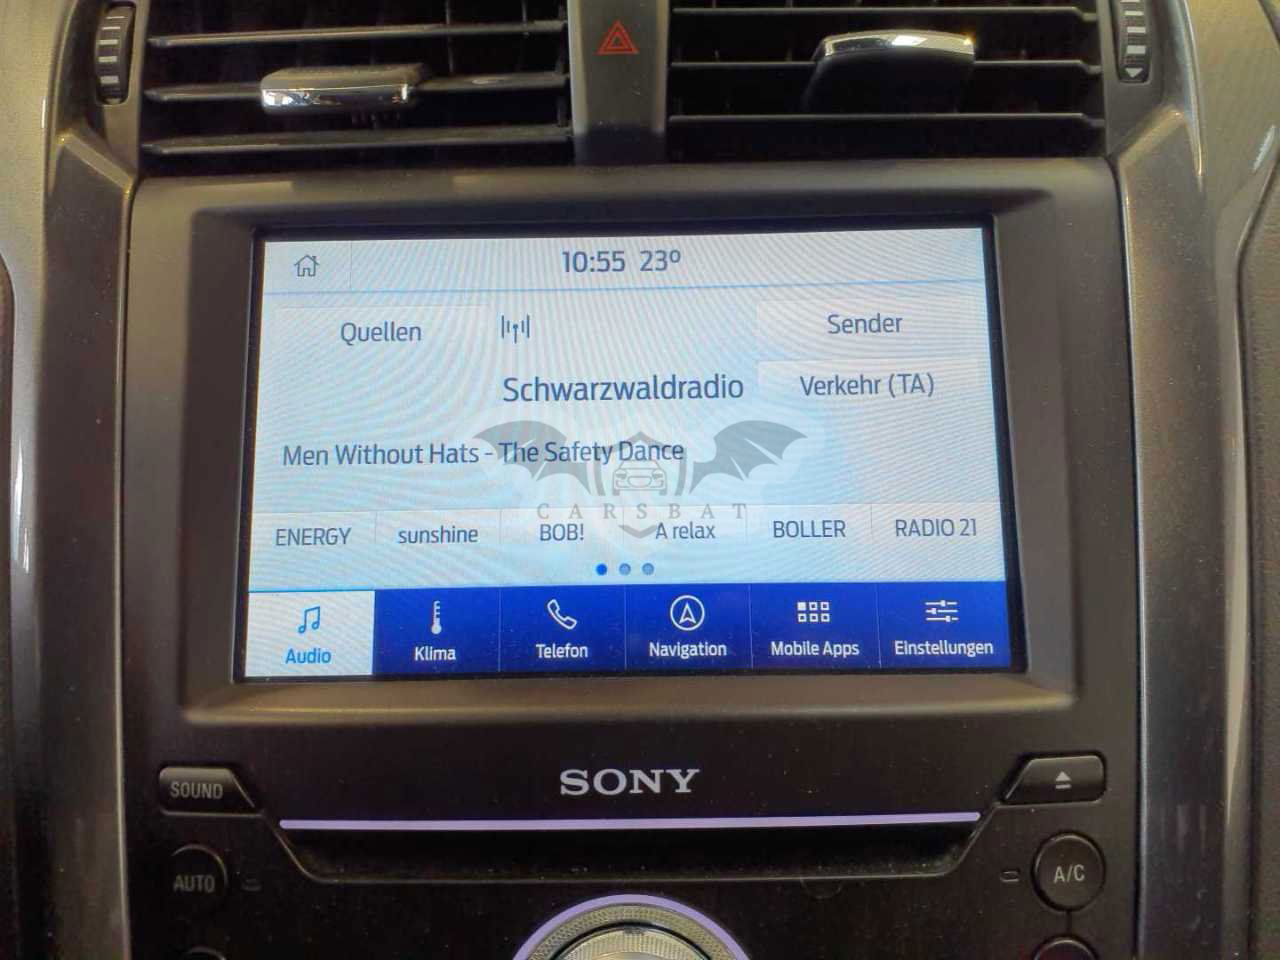 10:55 23º
Quellen
Sender
Schwarzwaldradio
Verkehr (TA)
Men Without Hats - The Safety Dance
CARSBAT
ENERGY sunshine BOB! A relax BOLLER RADIO 21
Audio Klima Telefon Navigation Mobile Apps Einstellungen
SONY
SOUND
AUTO
A/C